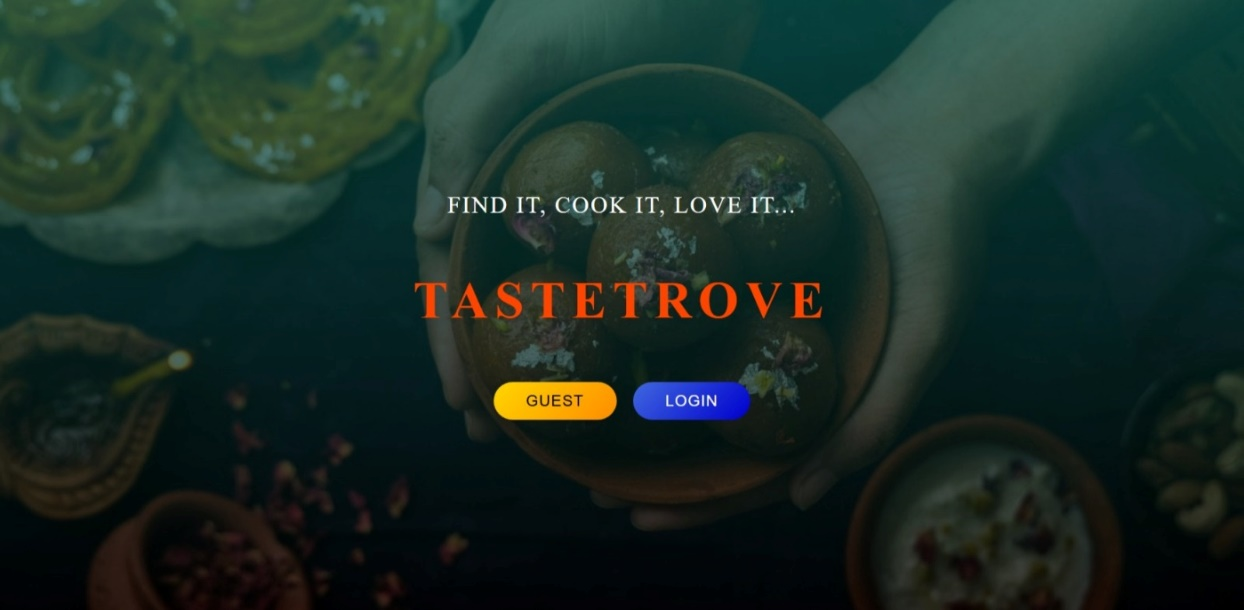 FIND IT, COOK IT, LOVE IT...
TASTETROVE
GUEST LOGIN